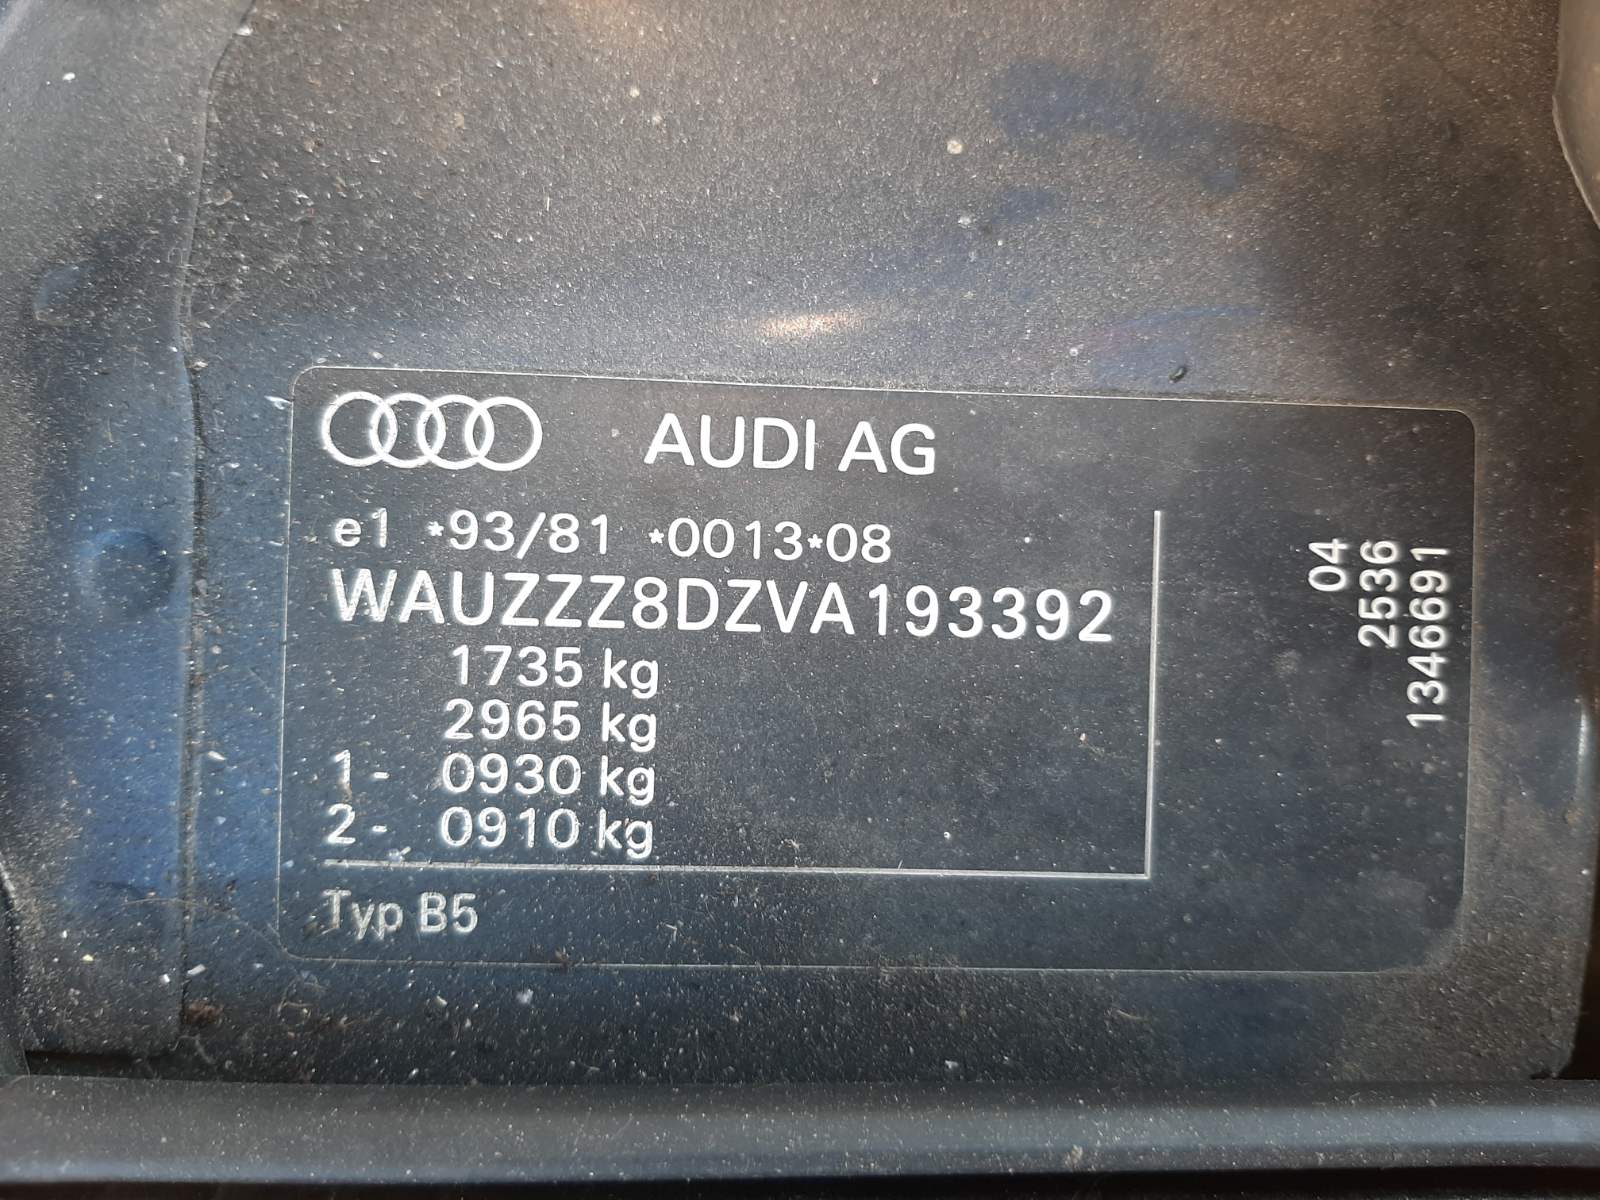 AUDI AG
e1 *93/81 *0013*08
WAUZZZ8DZVA193392
1735 kg
2965 kg
1- 0930 kg
2- 0910 kg
Typ B5
04
2536
1346691